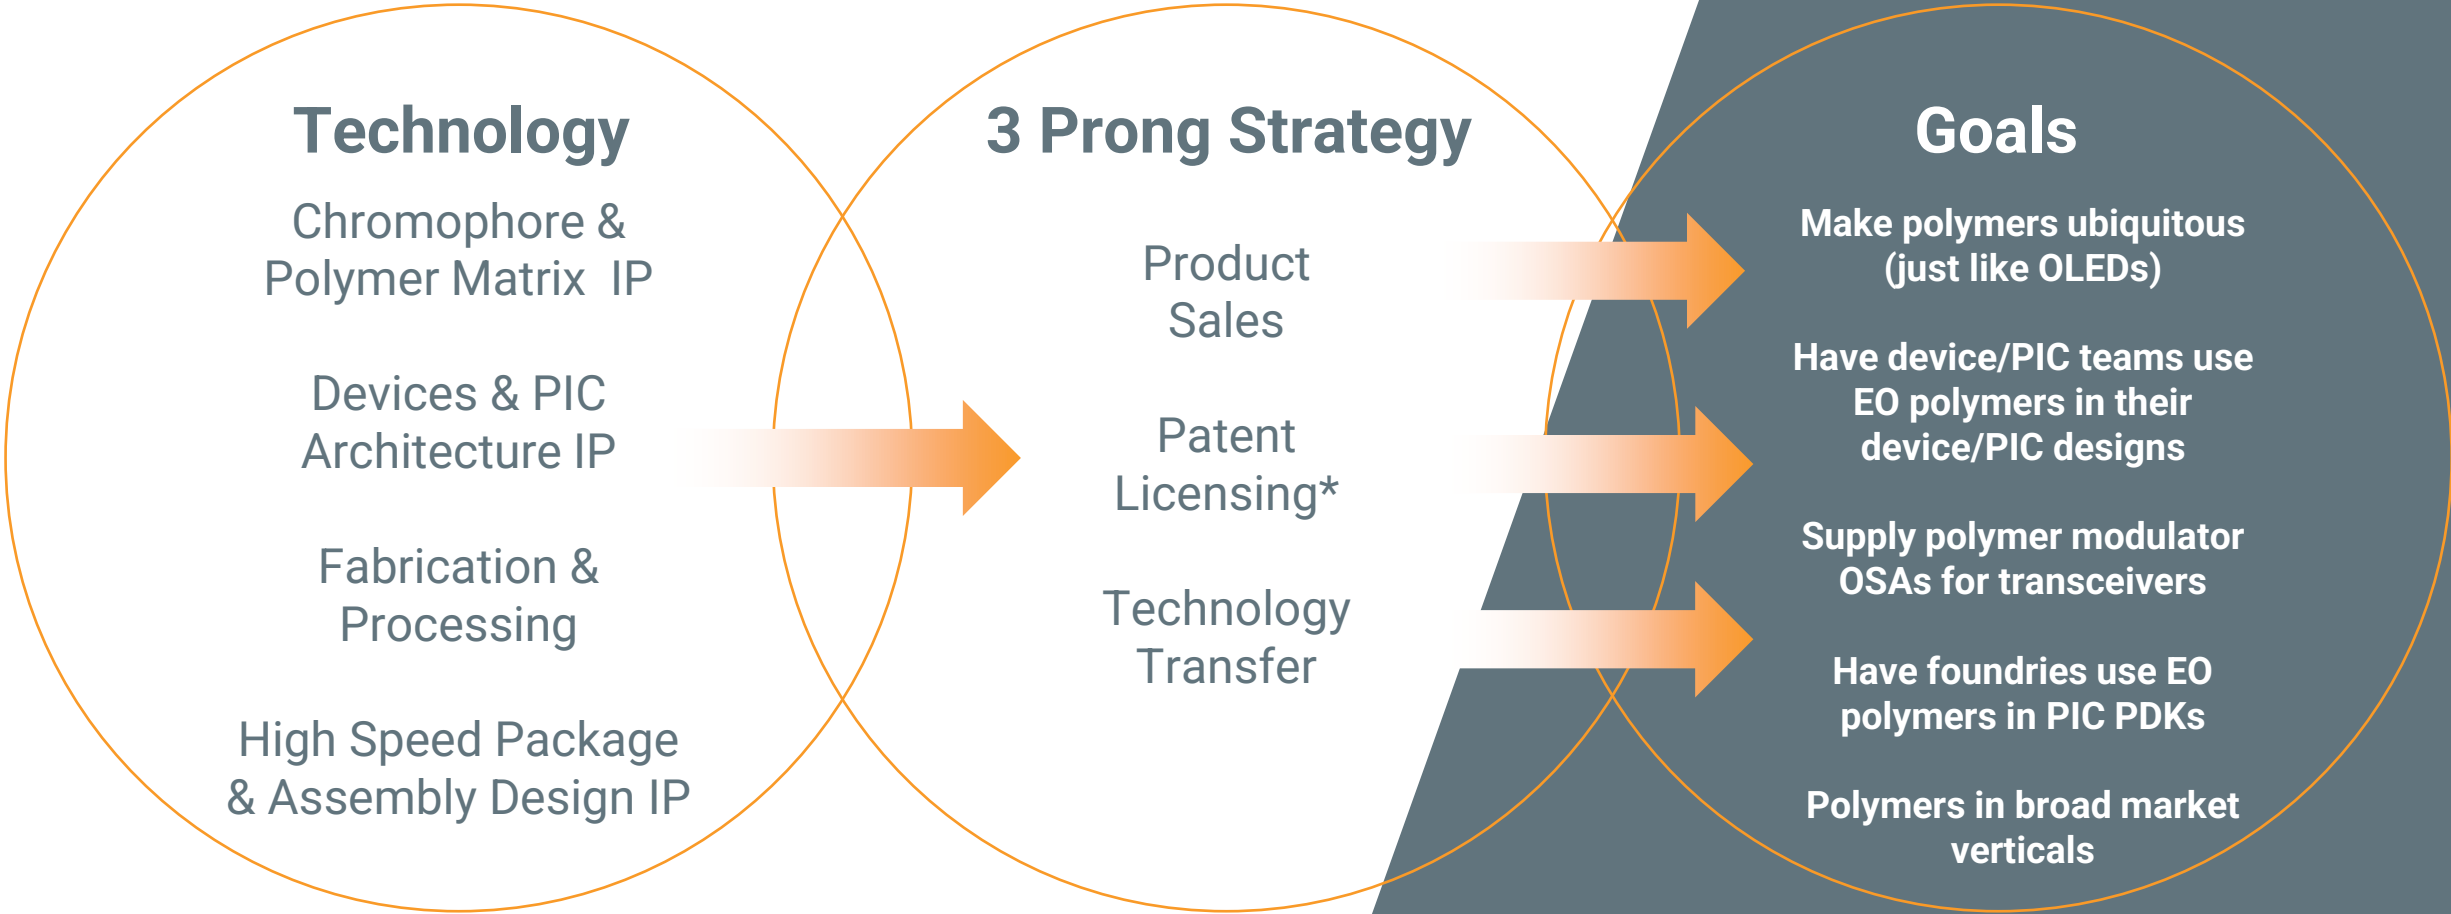 Technology
Chromophore &
Polymer Matrix IP
Devices & PIC
Architecture IP
Fabrication &
Processing
High Speed Package
& Assembly Design IP
3 Prong Strategy
Product
Sales
Patent
Licensing*
Technology
Transfer
Goals
Make polymers ubiquitous
(just like OLEDs)
Have device/PIC teams use
EO polymers in their
device/PIC designs
Supply polymer modulator
OSAs for transceivers
Have foundries use EO
polymers in PIC PDKs
Polymers in broad market
verticals